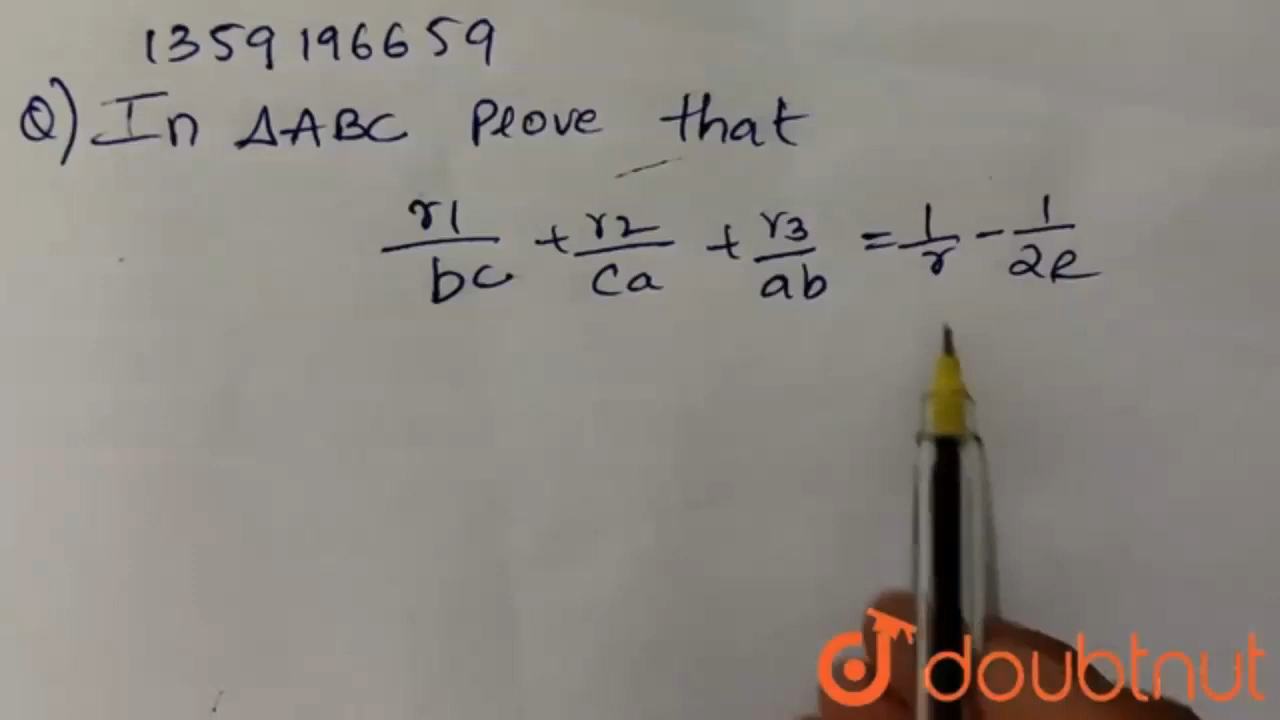 1359196659
Q) In ΔABC Prove that
r1/bc + r2/ca + r3/ab = 1/r - 1/2R
doubtnut